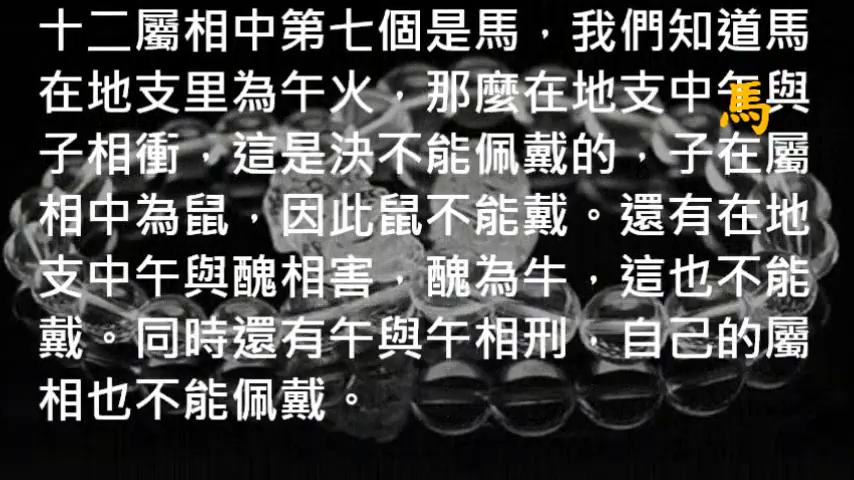 十二屬相中第七個是馬，我們知道馬
在地支里為午火，那麼在地支中午與
馬
子相衝，這是決不能佩戴的，子在屬
相中為鼠，因此鼠不能戴。還有在地
支中午與醜相害，醜為牛，這也不能
戴。同時還有午與午相刑，自己的屬
相也不能佩戴。